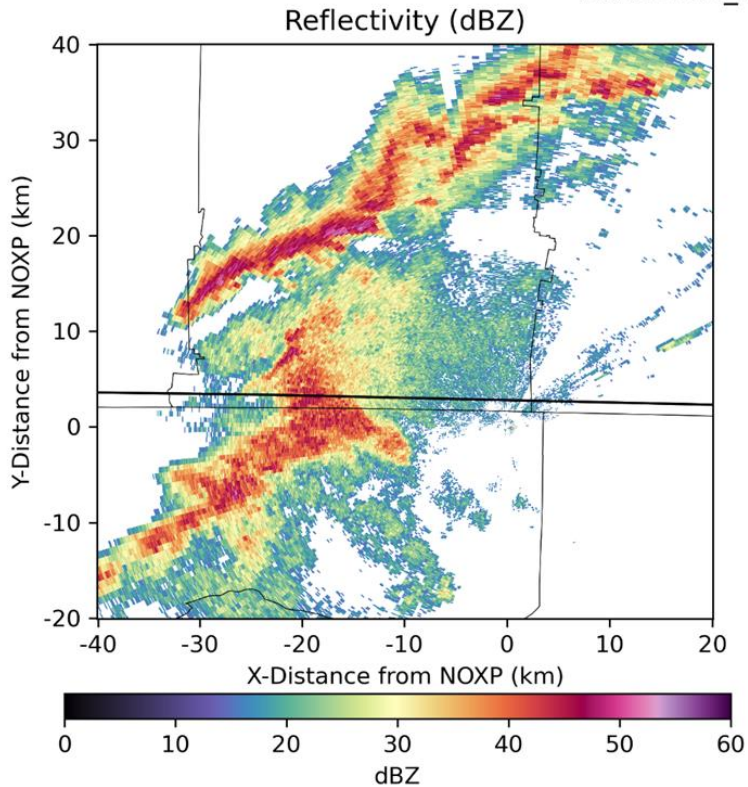 Reflectivity (dBZ)
40
30
20
10
0
-10
-20
Y-Distance from NOXP (km)
-40 -30 -20 -10 0 10 20
X-Distance from NOXP (km)
0 10 20 30 40 50 60
dBZ